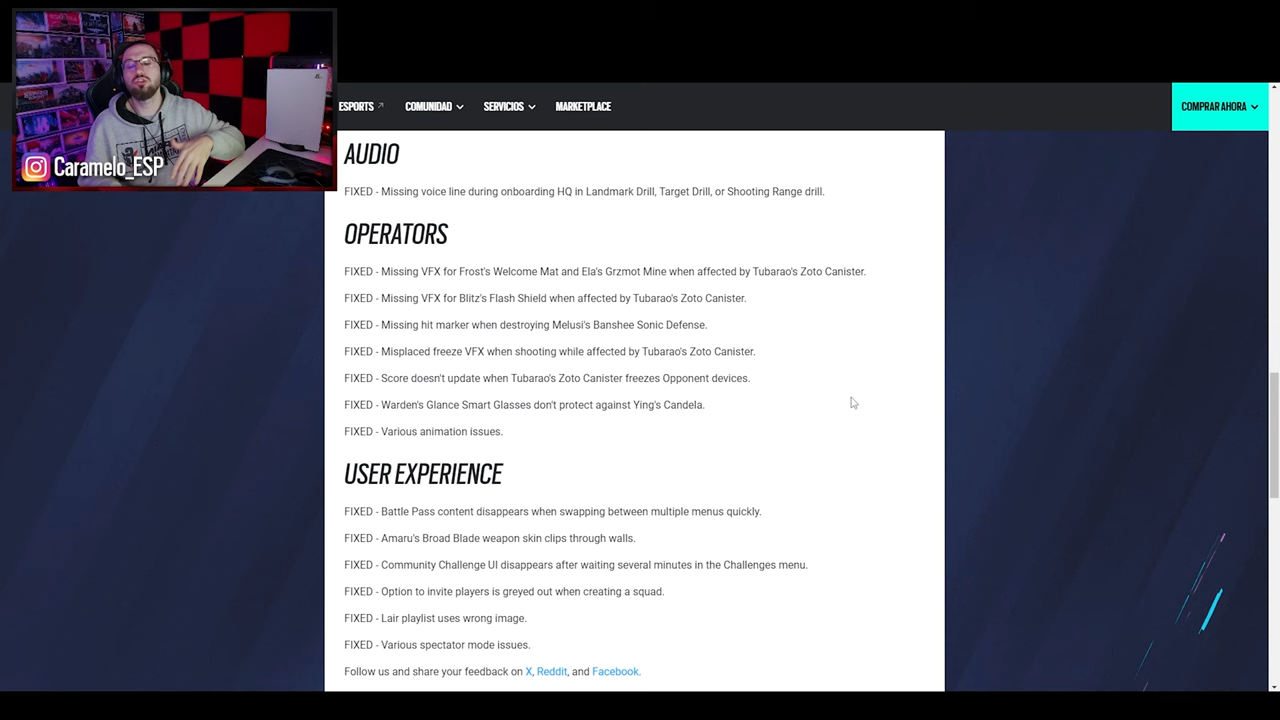 Caramelo_ESP
ESPORTS COMUNIDAD SERVICIOS MARKETPLACE COMPRAR AHORA
AUDIO
FIXED - Missing voice line during onboarding HQ in Landmark Drill, Target Drill, or Shooting Range drill.
OPERATORS
FIXED - Missing VFX for Frost's Welcome Mat and Ela's Grzmot Mine when affected by Tubarao's Zoto Canister.
FIXED - Missing VFX for Blitz's Flash Shield when affected by Tubarao's Zoto Canister.
FIXED - Missing hit marker when destroying Melusi's Banshee Sonic Defense.
FIXED - Misplaced freeze VFX when shooting while affected by Tubarao's Zoto Canister.
FIXED - Score doesn't update when Tubarao's Zoto Canister freezes Opponent devices.
FIXED - Warden's Glance Smart Glasses don't protect against Ying's Candela.
FIXED - Various animation issues.
USER EXPERIENCE
FIXED - Battle Pass content disappears when swapping between multiple menus quickly.
FIXED - Amaru's Broad Blade weapon skin clips through walls.
FIXED - Community Challenge UI disappears after waiting several minutes in the Challenges menu.
FIXED - Option to invite players is greyed out when creating a squad.
FIXED - Lair playlist uses wrong image.
FIXED - Various spectator mode issues.
Follow us and share your feedback on X, Reddit, and Facebook.